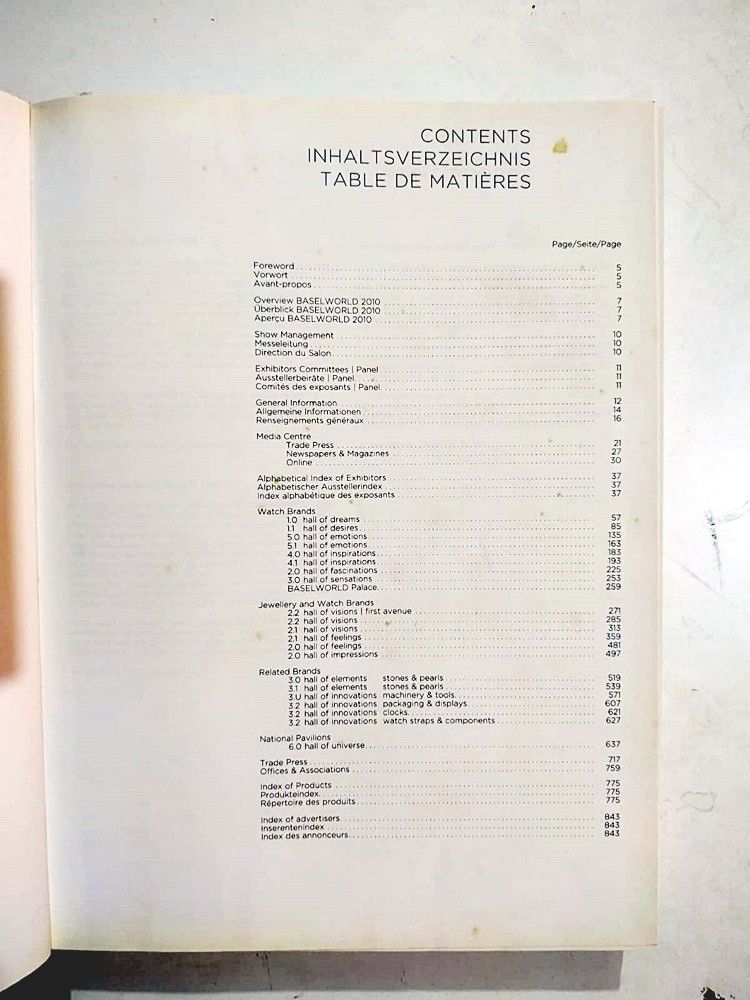 CONTENTS
INHALTSVERZEICHNIS
TABLE DE MATIÈRES
Page/Seite/Page
Foreword 5
Vorwort 5
Avant-propos 5
Overview BASELWORLD 2010 7
Überblick BASELWORLD 2010 7
Aperçu BASELWORLD 2010 7
Show Management 10
Messeleitung 10
Direction du Salon 10
Exhibitors Committees | Panel 11
Ausstellerbeiräte | Panel 11
Comités des exposants | Panel 11
General Information 12
Allgemeine Informationen 14
Renseignements généraux 16
Media Centre
Trade Press 21
Newspapers & Magazines 27
Online 30
Alphabetical Index of Exhibitors 37
Alphabetischer Ausstellerindex 37
Index alphabétique des exposants 37
Watch Brands
1.0 hall of dreams 57
1.1 hall of desires 85
5.0 hall of emotions 135
5.1 hall of emotions 163
4.0 hall of inspirations 183
4.1 hall of inspirations 193
2.0 hall of fascinations 225
3.0 hall of sensations 253
BASELWORLD Palace 259
Jewellery and Watch Brands
2.2 hall of visions | first avenue 271
2.2 hall of visions 285
2.1 hall of visions 313
2.1 hall of feelings 359
2.0 hall of feelings 481
2.0 hall of impressions 497
Related Brands
3.0 hall of elements stones & pearls 519
3.1 hall of elements stones & pearls 539
3.U hall of innovations machinery & tools 571
3.2 hall of innovations packaging & displays 607
3.2 hall of innovations clocks 621
3.2 hall of innovations watch straps & components 627
National Pavilions
6.0 hall of universe 637
Trade Press 717
Offices & Associations 759
Index of Products 775
Produkteindex 775
Répertoire des produits 775
Index of advertisers 843
Inserentenindex 843
Index des annonceurs 843